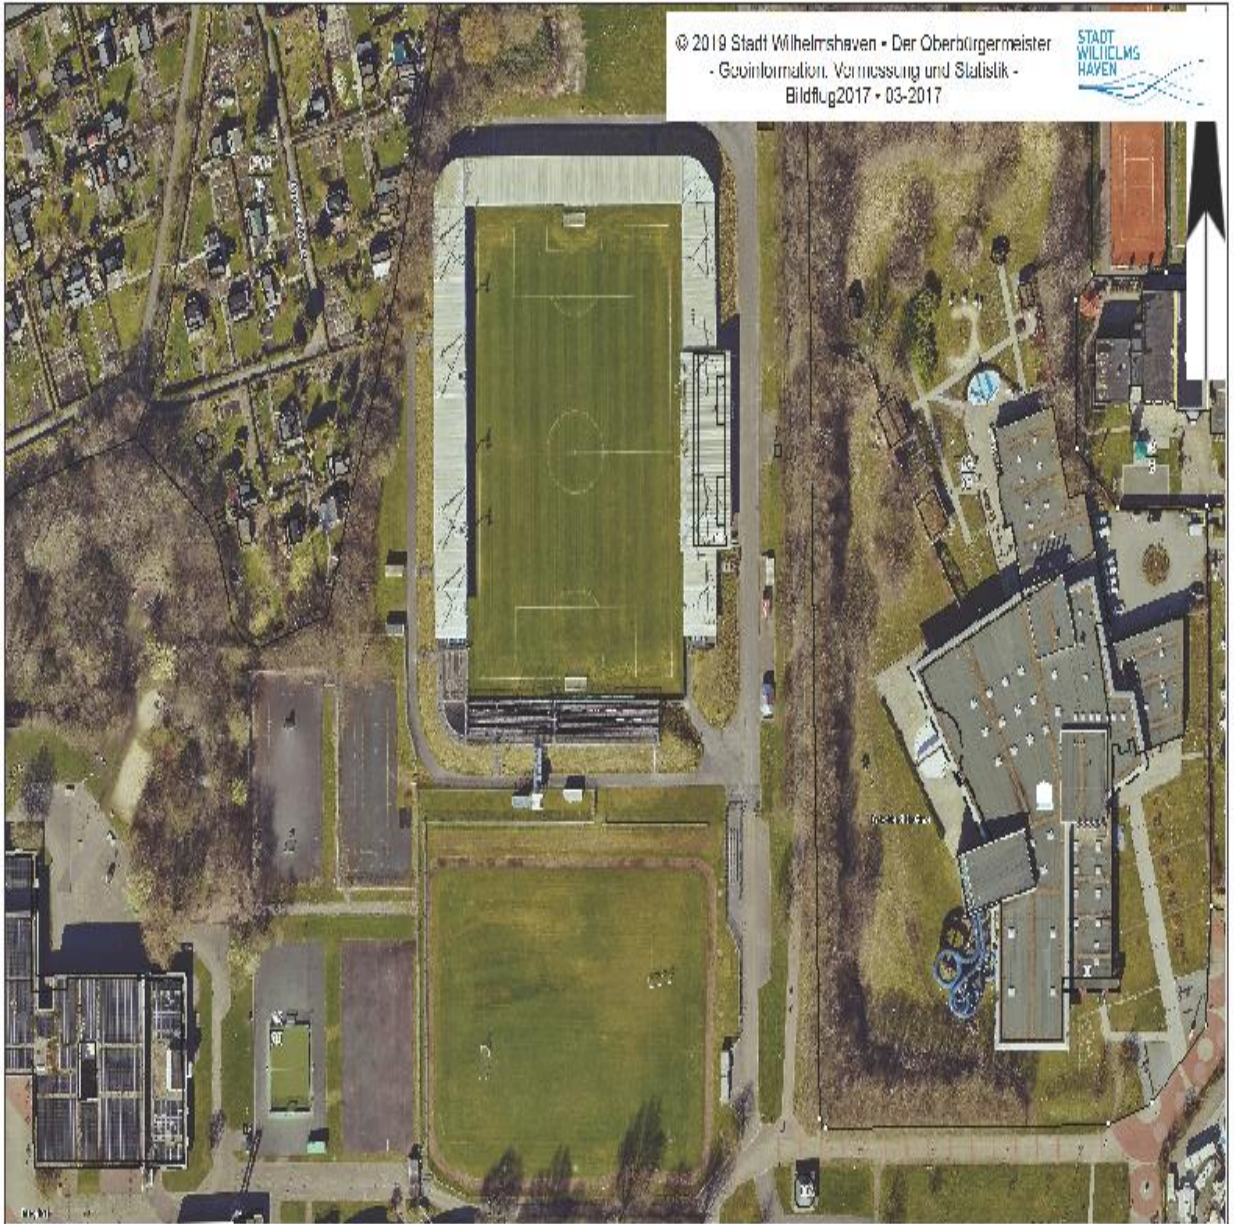 © 2019 Stadt Wilhelmshaven • Der Oberbürgermeister
- Geoinformation, Vermessung und Statistik -
Bildflug2017 • 03-2017
STADT
WILHELMS
HAVEN